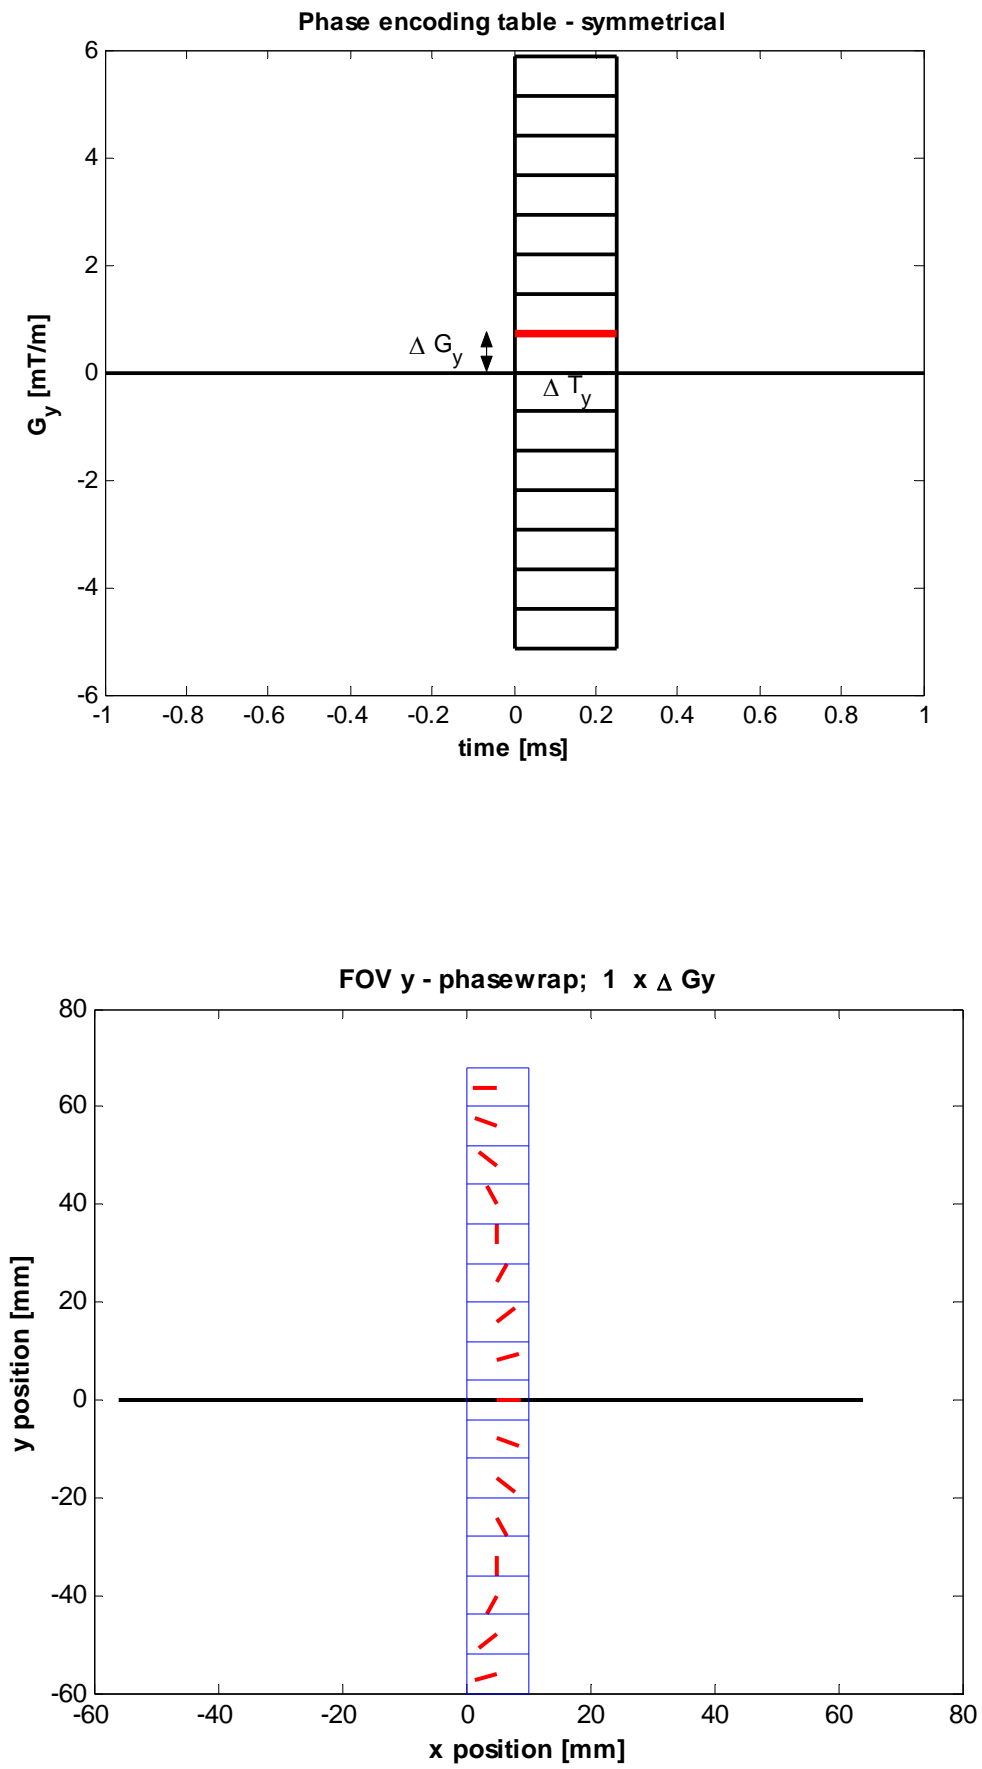 Phase encoding table - symmetrical
6
4
2
0
-2
-4
-6
G_y [mT/m]
Δ G_y
Δ T_y
-1 -0.8 -0.6 -0.4 -0.2 0 0.2 0.4 0.6 0.8 1
time [ms]
FOV y - phasewrap; 1 x Δ Gy
80
60
40
20
0
-20
-40
-60
y position [mm]
-60 -40 -20 0 20 40 60 80
x position [mm]